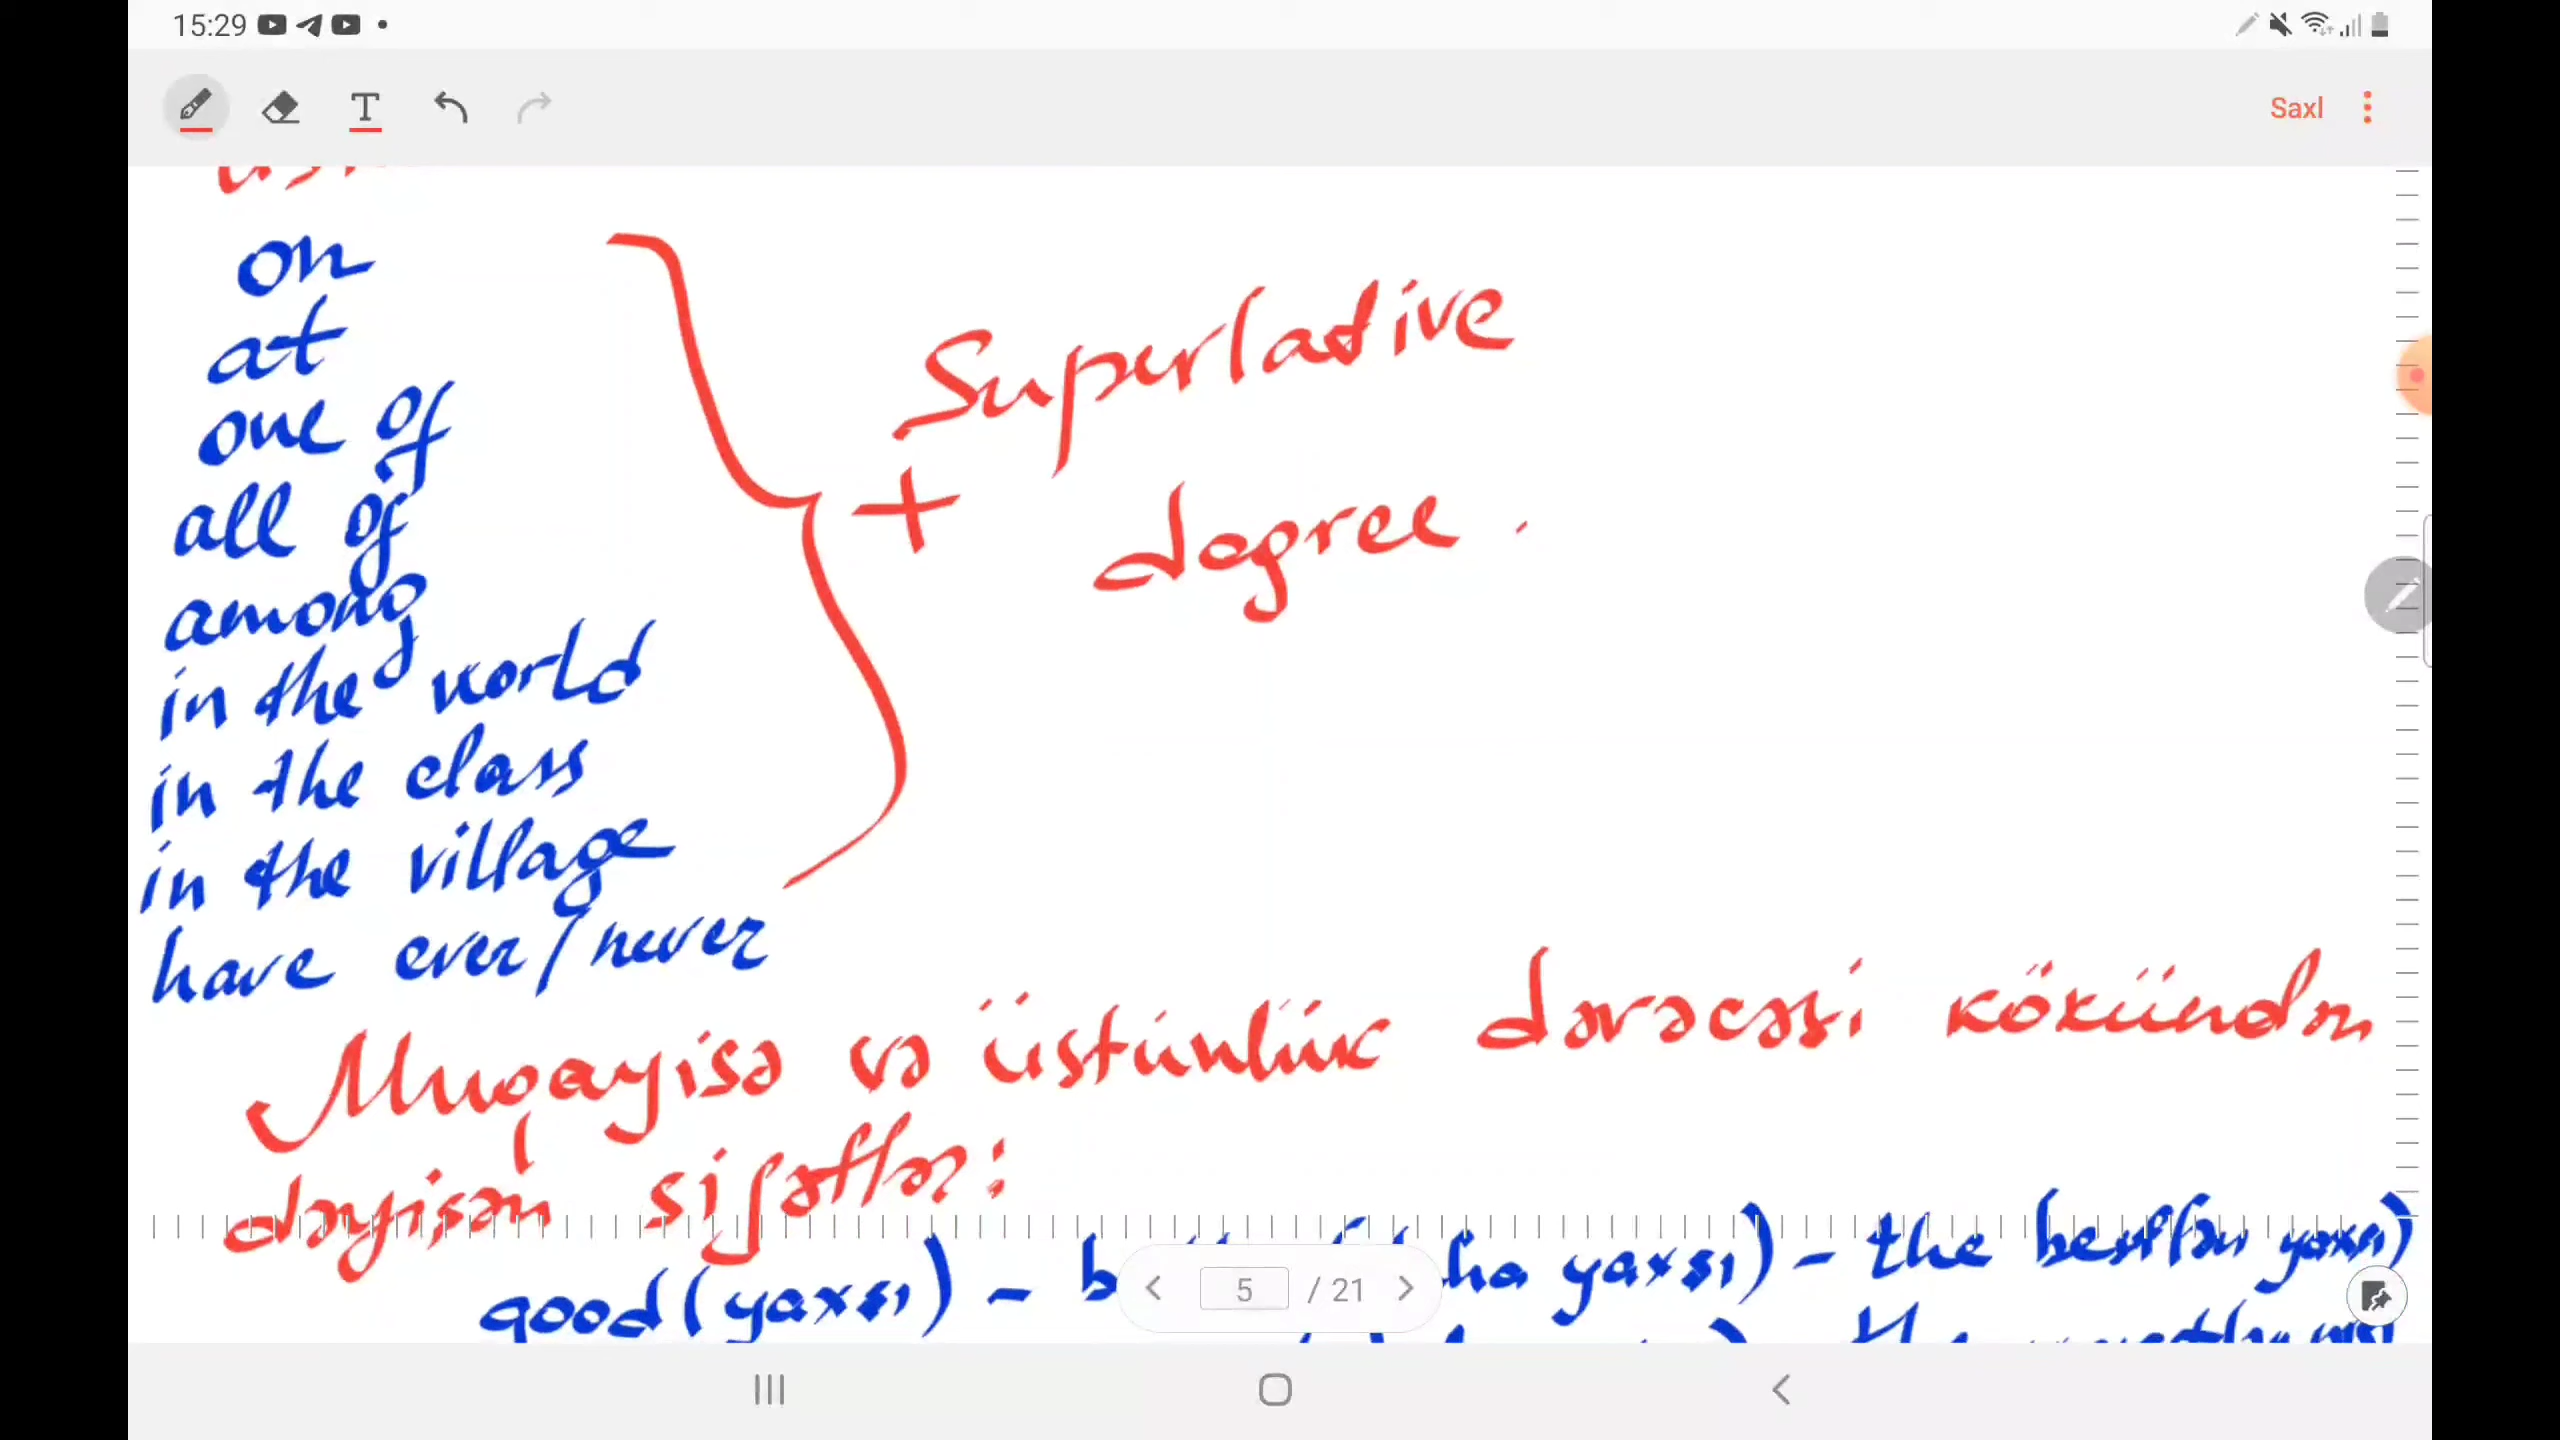 15:29
Saxl
on
at
one of
all of
among
in the world
in the class
in the village
have ever/never
Superlative
+ degree.
Muqayisə və üstünlük dərəcəsi kökündən
dəyişən sifətlər:
good (yaxşı) - yaxşı) - the best (ən yaxşı)
5 / 21